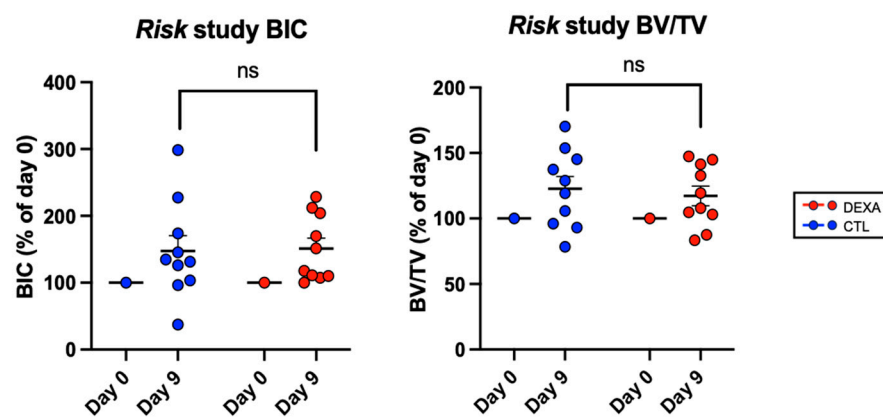 Risk study BIC
ns
BIC (% of day 0)
400
300
200
100
0
Day 0
Day 9
Day 0
Day 9
Risk study BV/TV
ns
BV/TV (% of day 0)
200
150
100
50
0
Day 0
Day 9
Day 0
Day 9
DEXA
CTL